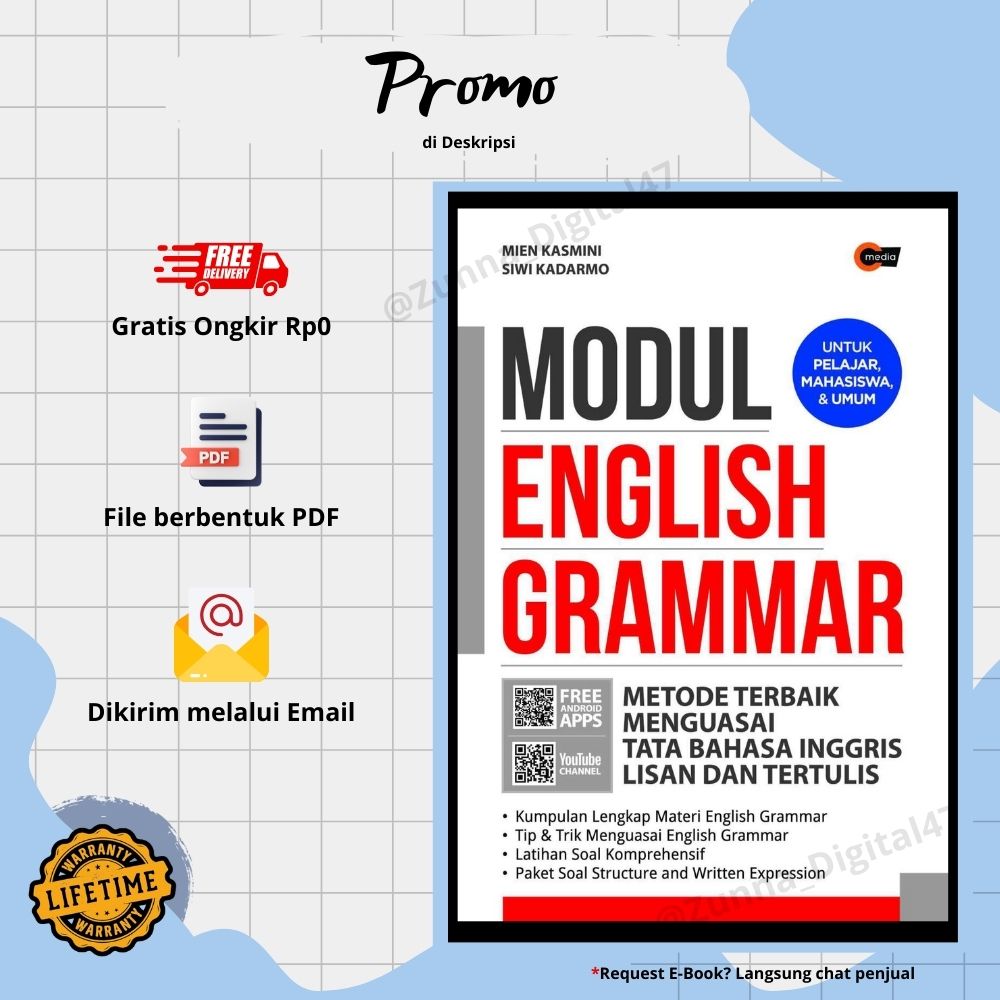 Promo
di Deskripsi
FREE
DELIVERY
Gratis Ongkir Rp0
PDF
File berbentuk PDF
@
Dikirim melalui Email
WARRANTY
LIFETIME
WARRANTY
@Zunna_Digital47
MIEN KASMINI
SIWI KADARMO
media
MODUL
UNTUK
PELAJAR,
MAHASISWA,
& UMUM
ENGLISH
GRAMMAR
FREE
ANDROID
APPS
YouTube
CHANNEL
METODE TERBAIK
MENGUASAI
TATA BAHASA INGGRIS
LISAN DAN TERTULIS
• Kumpulan Lengkap Materi English Grammar
• Tip & Trik Menguasai English Grammar
• Latihan Soal Komprehensif
• Paket Soal Structure and Written Expression
@Zunna_Digital47
*Request E-Book? Langsung chat penjual